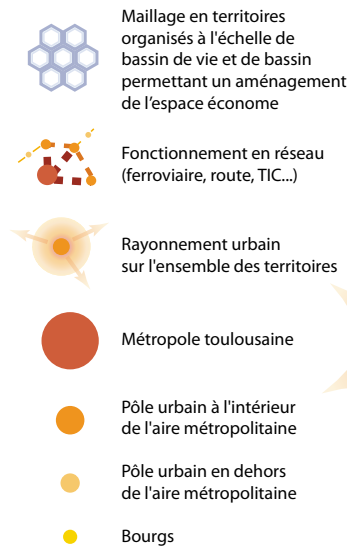 Maillage en territoires
organisés à l'échelle de
bassin de vie et de bassin
permettant un aménagement
de l’espace économe
Fonctionnement en réseau
(ferroviaire, route, TIC...)
Rayonnement urbain
sur l'ensemble des territoires
Métropole toulousaine
Pôle urbain à l'intérieur
de l'aire métropolitaine
Pôle urbain en dehors
de l'aire métropolitaine
Bourgs